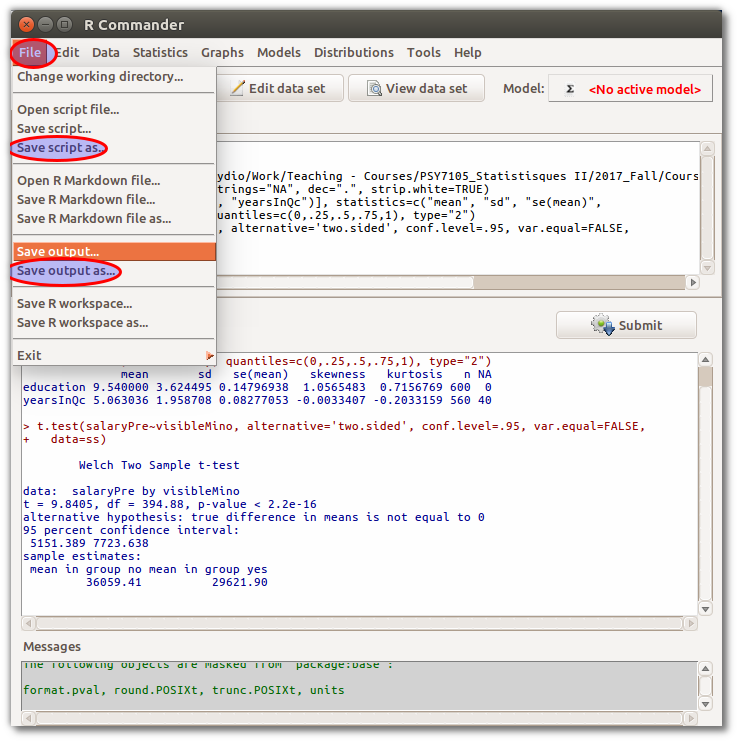 R Commander
File Edit Data Statistics Graphs Models Distributions Tools Help
Change working directory...
Edit data set View data set Model: Σ <No active model>
Open script file...
Save script...
Save script as...
Open R Markdown file...
Save R Markdown file...
Save R Markdown file as...
Save output...
Save output as...
Save R workspace...
Save R workspace as...
Exit
ydio/Work/Teaching - Courses/PSY7105_Statistisques II/2017_Fall/Cours
trings="NA", dec=".", strip.white=TRUE)
, "yearsInQc")], statistics=c("mean", "sd", "se(mean)",
uantiles=c(0,.25,.5,.75,1), type="2")
, alternative='two.sided', conf.level=.95, var.equal=FALSE,
Submit
quantiles=c(0,.25,.5,.75,1), type="2")
mean sd se(mean) skewness kurtosis n NA
education 9.540000 3.624495 0.14796938 1.0565483 0.7156769 600 0
yearsInQc 5.063036 1.958708 0.08277053 -0.0033407 -0.2033159 560 40
> t.test(salaryPre~visibleMino, alternative='two.sided', conf.level=.95, var.equal=FALSE,
+ data=ss)
Welch Two Sample t-test
data: salaryPre by visibleMino
t = 9.8405, df = 394.88, p-value < 2.2e-16
alternative hypothesis: true difference in means is not equal to 0
95 percent confidence interval:
5151.389 7723.638
sample estimates:
mean in group no mean in group yes
36059.41 29621.90
Messages
The following objects are masked from 'package:base':
format.pval, round.POSIXt, trunc.POSIXt, units